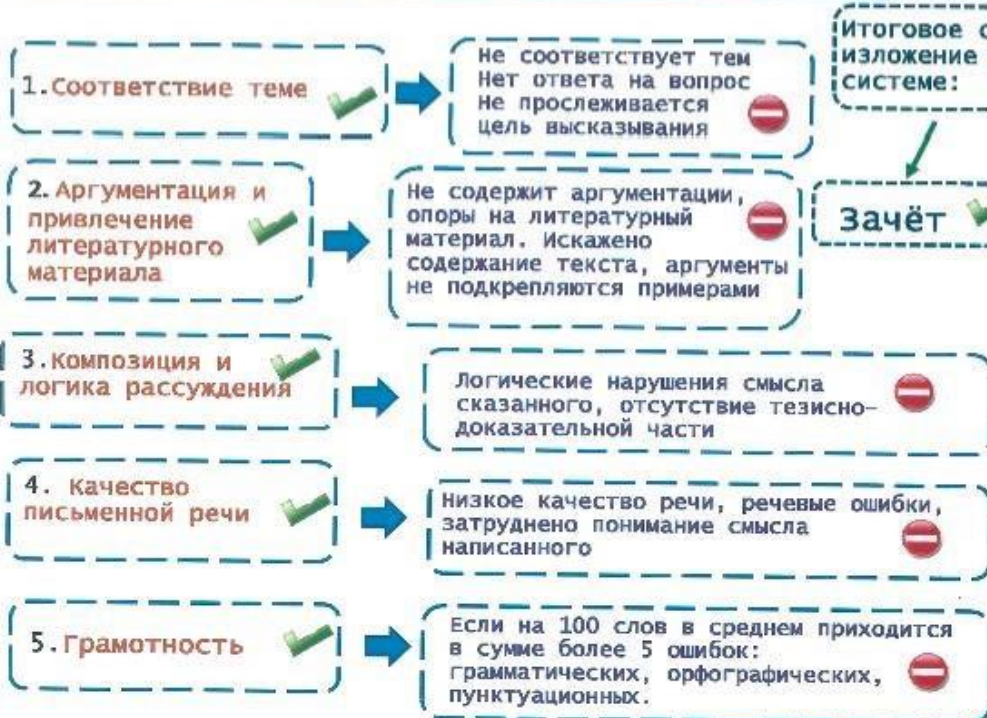 1.Соответствие теме
Не соответствует тем
Нет ответа на вопрос
Не прослеживается
цель высказывания
2.Аргументация и
привлечение
литературного
материала
Не содержит аргументации,
опоры на литературный
материал. Искажено
содержание текста, аргументы
не подкрепляются примерами
3.Композиция и
логика рассуждения
Логические нарушения смысла
сказанного, отсутствие тезисно-
доказательной части
4. Качество
письменной речи
Низкое качество речи, речевые ошибки,
затруднено понимание смысла
написанного
5.Грамотность
Если на 100 слов в среднем приходится
в сумме более 5 ошибок:
грамматических, орфографических,
пунктуационных.
Итоговое с
изложение
системе:
Зачёт